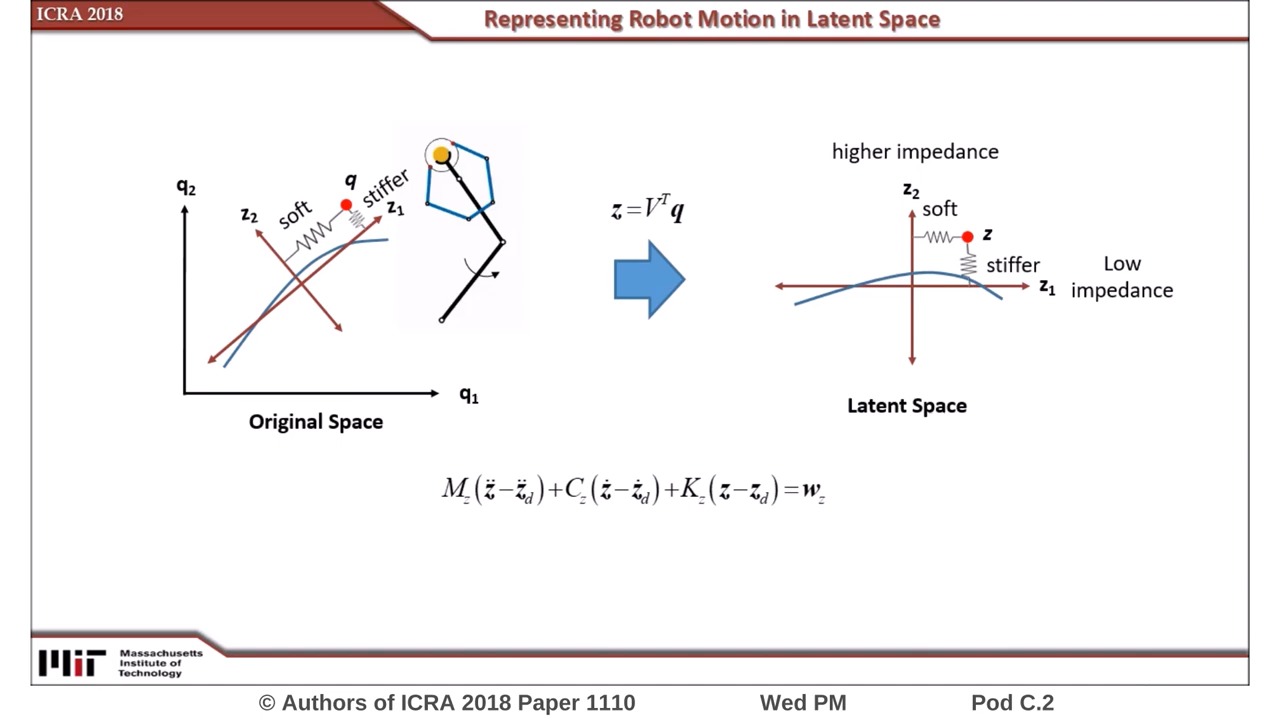 ICRA 2018
Representing Robot Motion in Latent Space
q₂
z₂
soft
q
stiffer
z₁
q₁
Original Space
z=Vᵀq
higher impedance
z₂
soft
z
stiffer
z₁
Low
impedance
Latent Space
M_z(z̈−z̈_d)+C_z(ż−ż_d)+K_z(z−z_d)=w_z
MIT
Massachusetts
Institute of
Technology
© Authors of ICRA 2018 Paper 1110 Wed PM Pod C.2